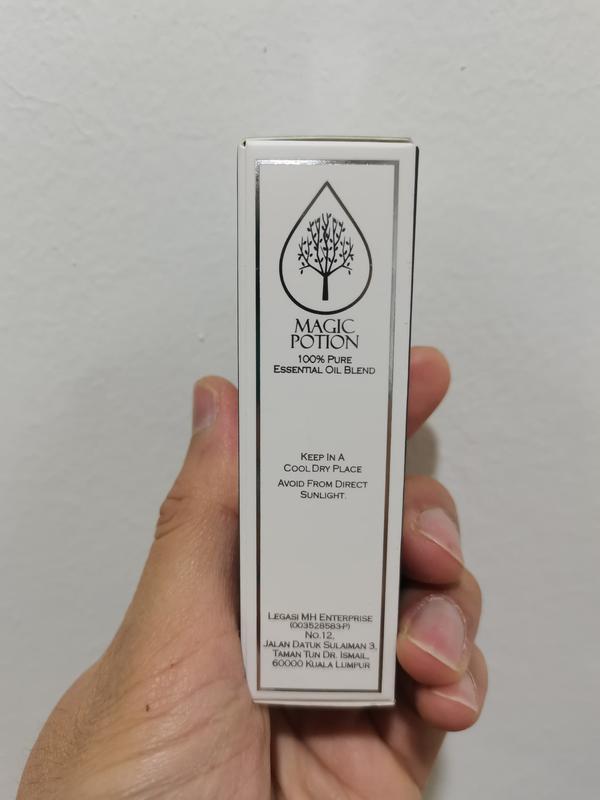 MAGIC
POTION
100% PURE
ESSENTIAL OIL BLEND
KEEP IN A
COOL DRY PLACE
AVOID FROM DIRECT
SUNLIGHT.
LEGASI MH ENTERPRISE
(003528583-P)
NO.12,
JALAN DATUK SULAIMAN 3,
TAMAN TUN DR. ISMAIL,
60000 KUALA LUMPUR